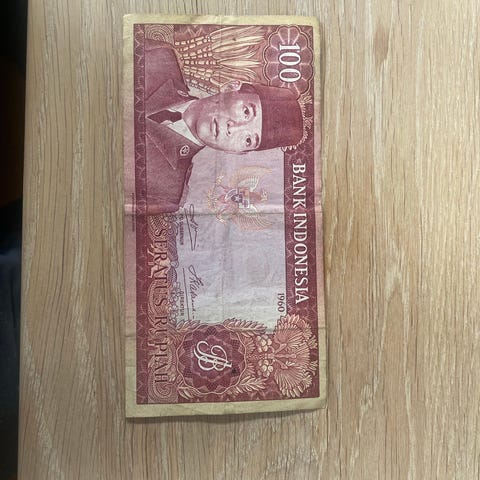 100
BANK INDONESIA
1960
SERATUS RUPIAH